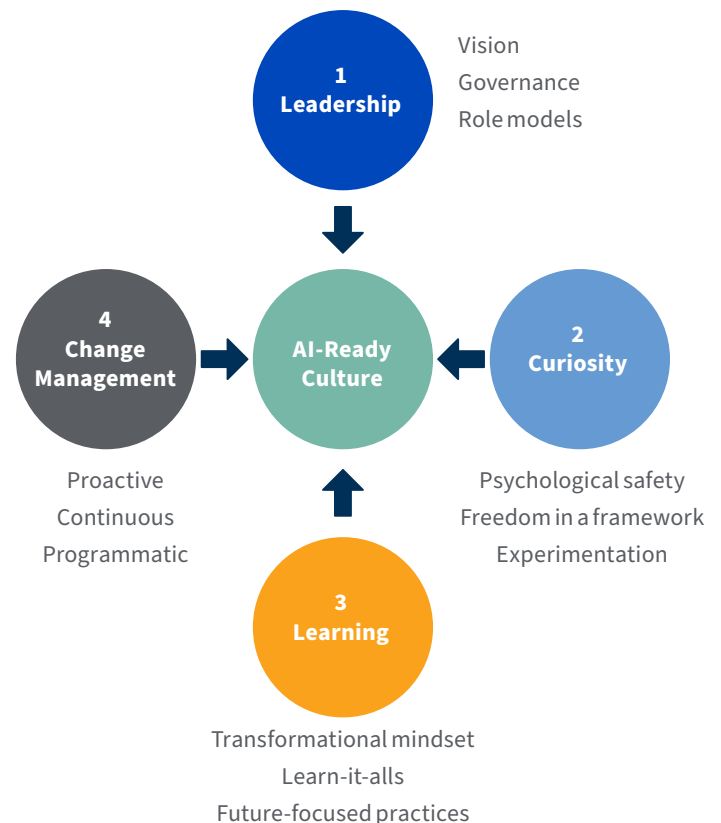 1
Leadership
Vision
Governance
Role models
4
Change
Management
AI-Ready
Culture
2
Curiosity
Proactive
Continuous
Programmatic
Psychological safety
Freedom in a framework
Experimentation
3
Learning
Transformational mindset
Learn-it-alls
Future-focused practices